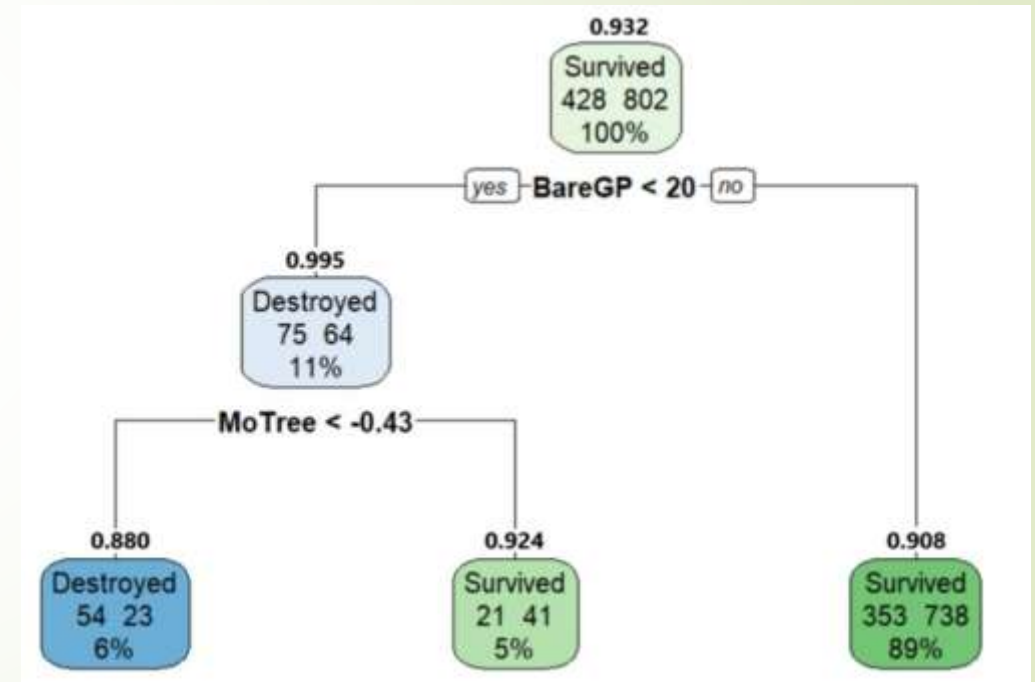 0.932
Survived
428 802
100%
yes BareGP < 20 no
0.995
Destroyed
75 64
11%
MoTree < -0.43
0.880
Destroyed
54 23
6%
0.924
Survived
21 41
5%
0.908
Survived
353 738
89%